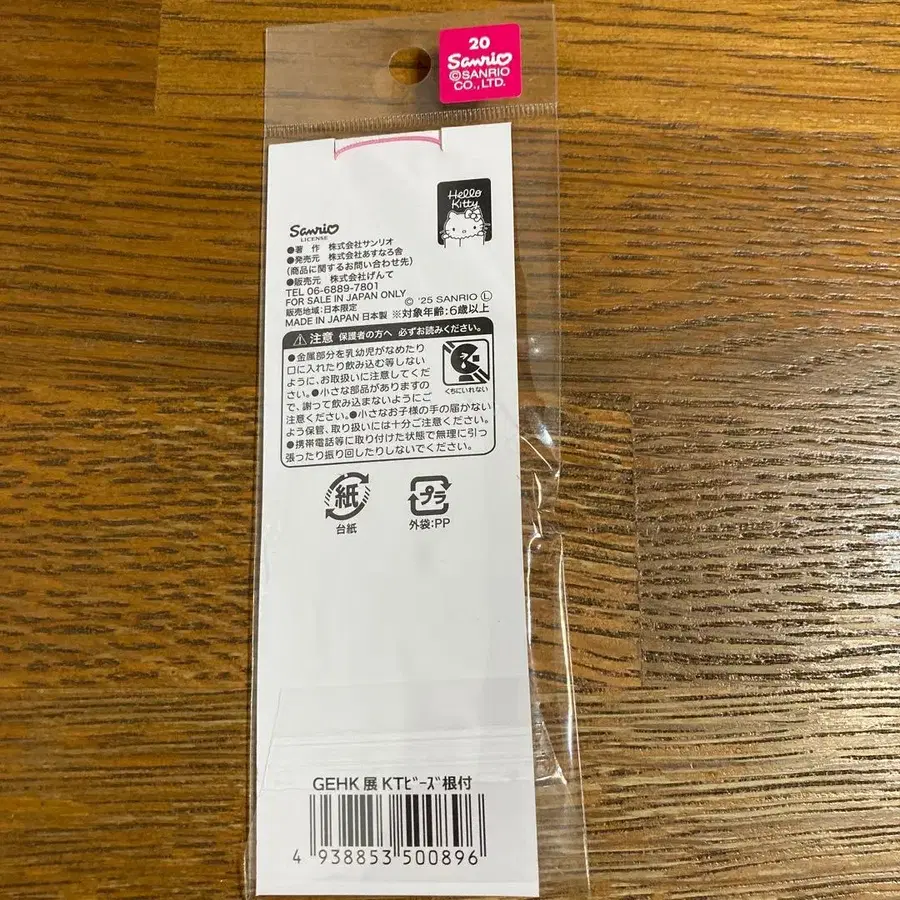 20
Sanrio
©SANRIO
CO., LTD.
Hello
Kitty
Sanrio
LICENSE
●著 作 株式会社サンリオ
●発売元 株式会社あすなろ舎
(商品に関するお問い合わせ先)
●販売元 株式会社げんて
TEL 06-6889-7801
FOR SALE IN JAPAN ONLY
販売地域:日本限定
© '25 SANRIO Ⓛ
MADE IN JAPAN 日本製 ※対象年齢:6歳以上
⚠注意 保護者の方へ 必ずお読みください。
●金属部分を乳幼児がなめたり
口に入れたり飲み込む等しない
ように、お取扱いに注意してくだ
さい。●小さな部品がありますの
で、謝って飲み込まないようにご
注意ください。●小さなお子様の手の届かない
よう保管、取り扱いには十分ご注意ください。
●携帯電話等に取り付けた状態で無理に引っ
張ったり振り回したりしないでください。
くちにいれない
紙
台紙
プラ
外袋:PP
GEHK 展 KTﾋﾞｰｽﾞ根付
4 938853 500896